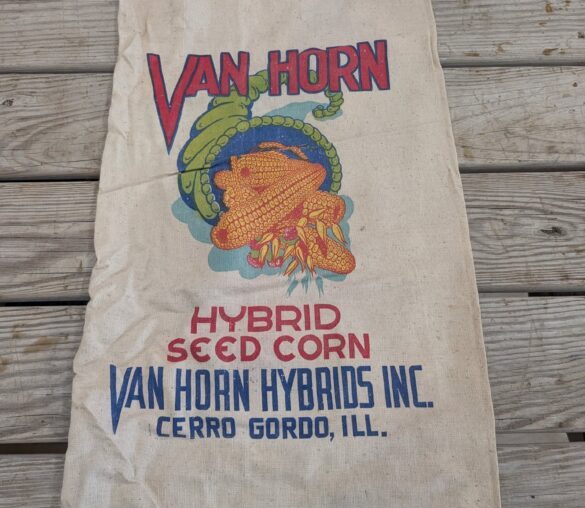 VAN HORN
HYBRID
SEED CORN
VAN HORN HYBRIDS INC.
CERRO GORDO, ILL.